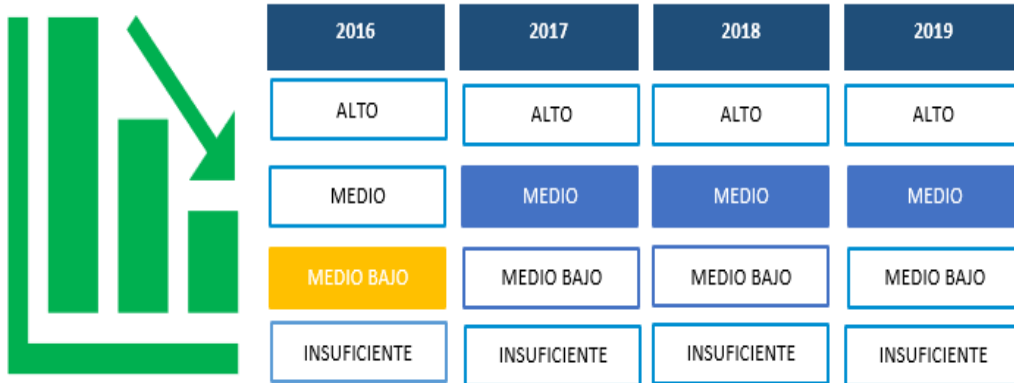 2016 2017 2018 2019
ALTO ALTO ALTO ALTO
MEDIO MEDIO MEDIO MEDIO
MEDIO BAJO MEDIO BAJO MEDIO BAJO MEDIO BAJO
INSUFICIENTE INSUFICIENTE INSUFICIENTE INSUFICIENTE